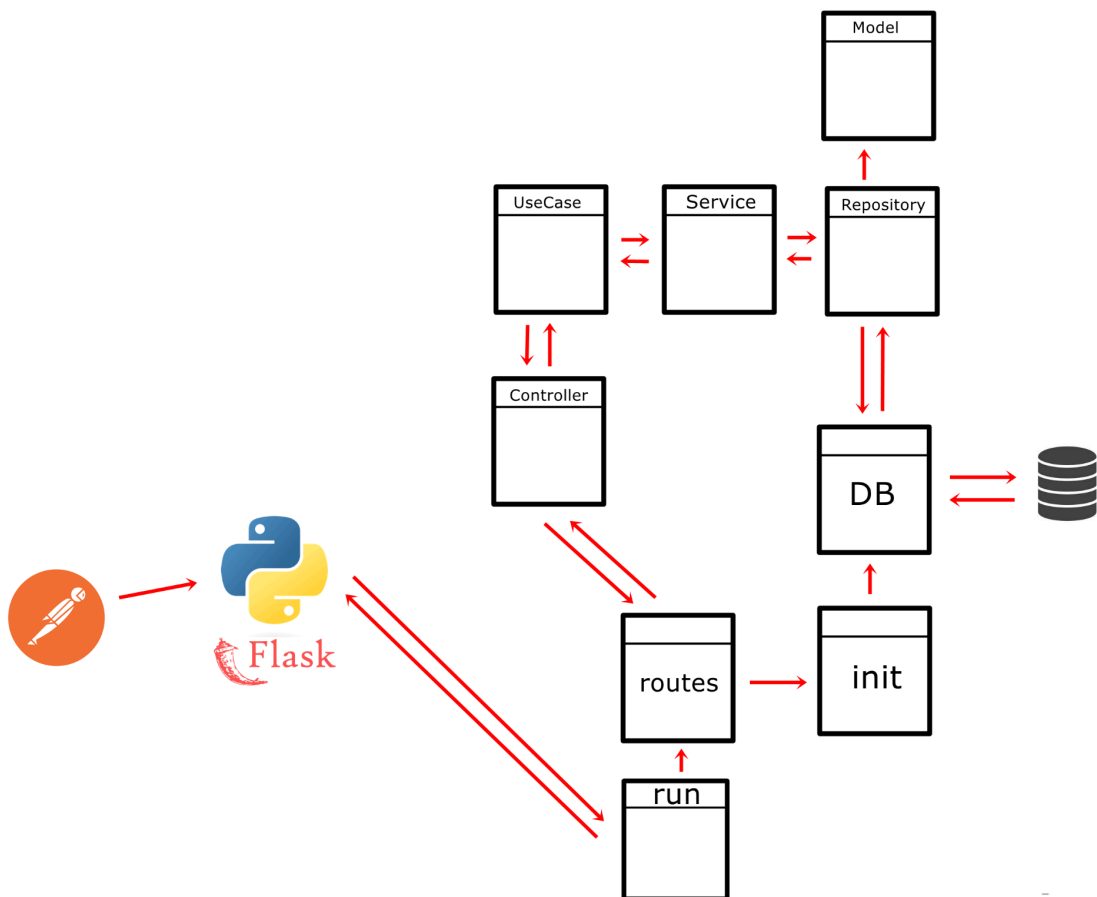 Model
UseCase
Service
Repository
Controller
DB
Flask
routes
init
run